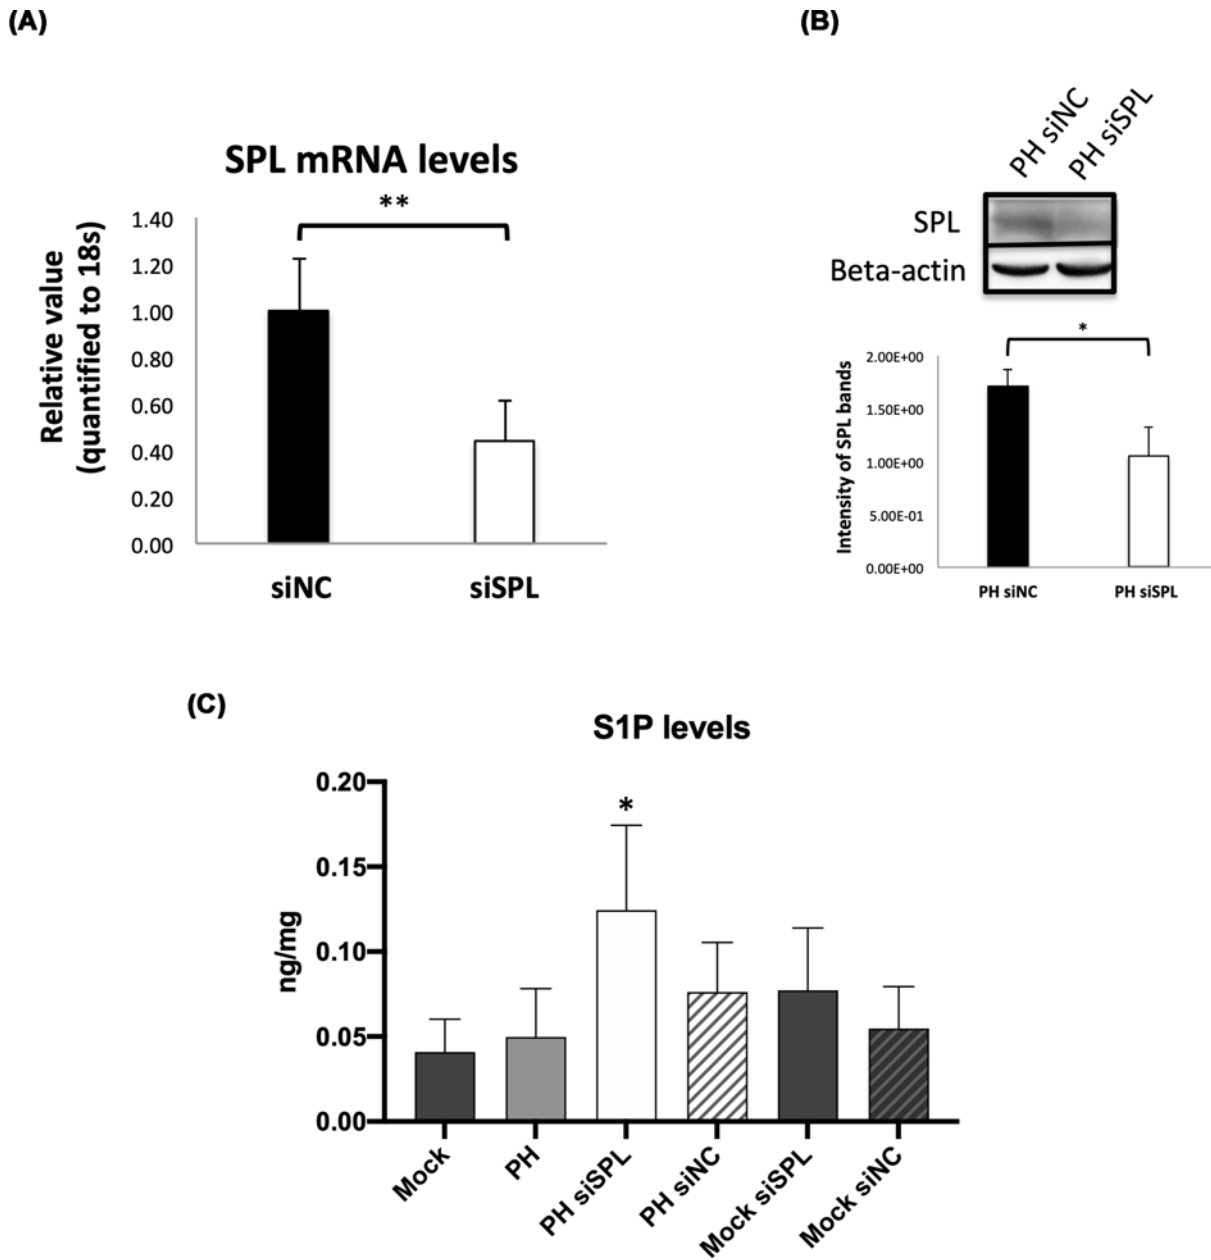 (A)
SPL mRNA levels
**
Relative value
(quantified to 18s)
1.40
1.20
1.00
0.80
0.60
0.40
0.20
0.00
siNC
siSPL
(B)
PH siNC
PH siSPL
SPL
Beta-actin
*
Intensity of SPL bands
2.00E+00
1.50E+00
1.00E+00
5.00E-01
0.00E+00
PH siNC
PH siSPL
(C)
S1P levels
*
ng/mg
0.20
0.15
0.10
0.05
0.00
Mock
PH
PH siSPL
PH siNC
Mock siSPL
Mock siNC